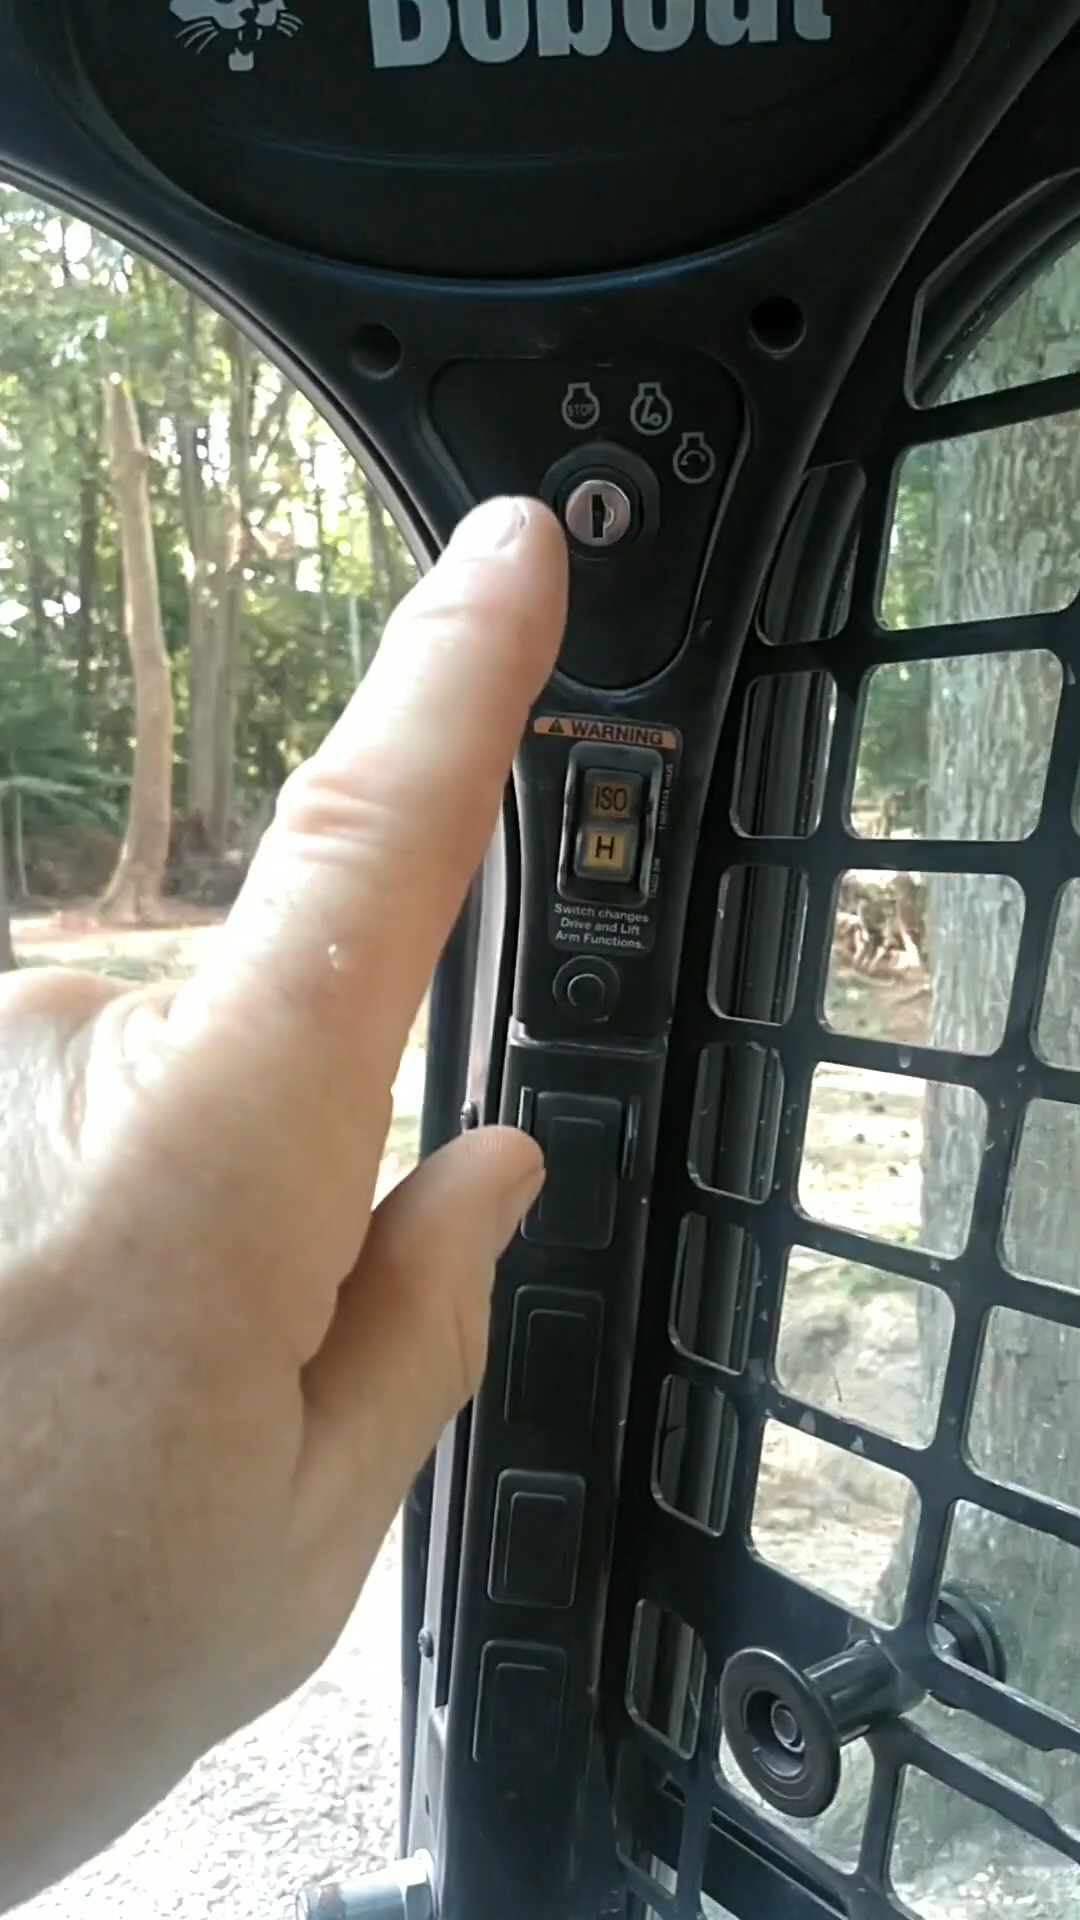 Bobcat
STOP
WARNING
ISO
H
Switch changes
Drive and Lift
Arm Functions.